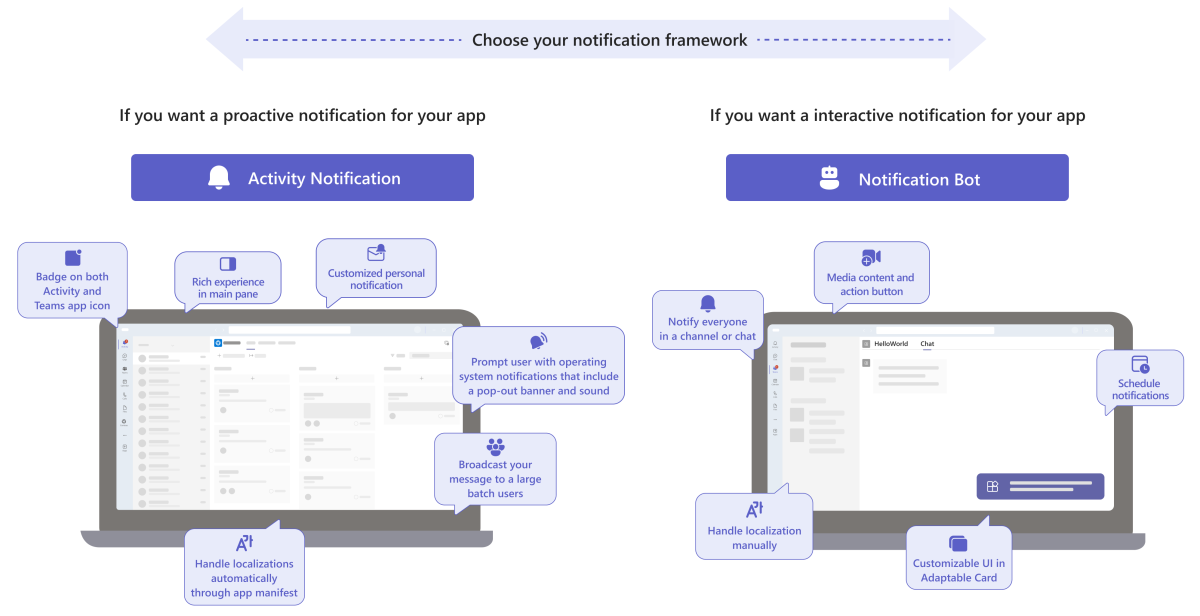 Choose your notification framework
If you want a proactive notification for your app
Activity Notification
Badge on both
Activity and
Teams app icon
Rich experience
in main pane
Customized personal
notification
Prompt user with operating
system notifications that include
a pop-out banner and sound
Broadcast your
message to a large
batch users
Handle localizations
automatically
through app manifest
If you want a interactive notification for your app
Notification Bot
Notify everyone
in a channel or chat
Media content and
action button
HelloWorld Chat
Schedule
notifications
Handle localization
manually
Customizable UI in
Adaptable Card